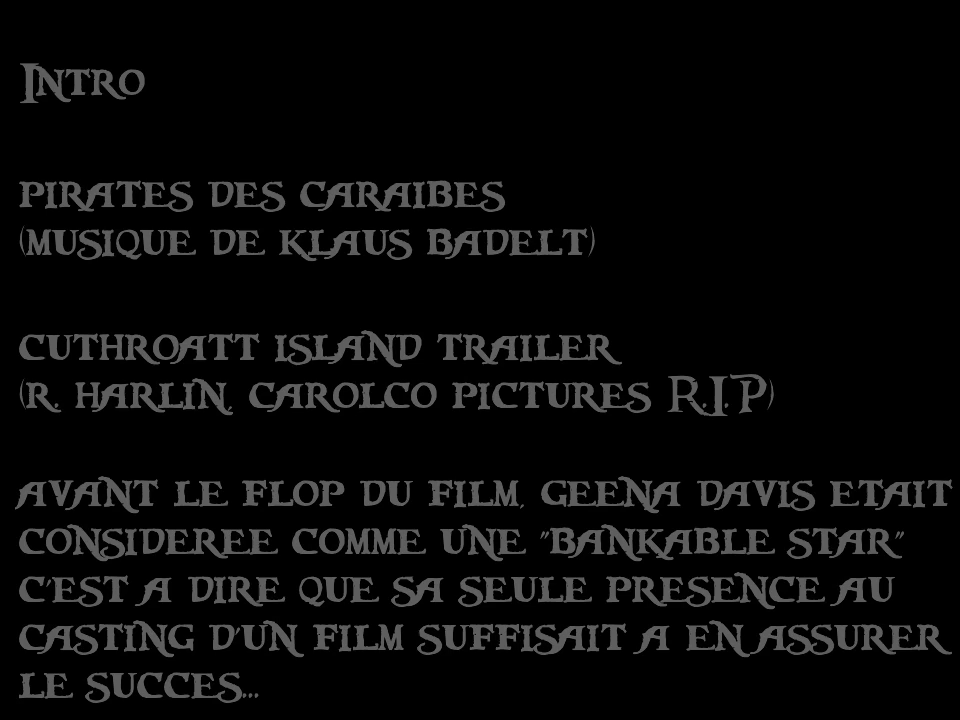 Intro
PIRATES DES CARAIBES
(MUSIQUE DE KLAUS BADELT)
CUTHROATT ISLAND TRAILER
(R. HARLIN, CAROLCO PICTURES R.I.P)
AVANT LE FLOP DU FILM, GEENA DAVIS ETAIT
CONSIDEREE COMME UNE "BANKABLE STAR"
C'EST A DIRE QUE SA SEULE PRESENCE AU
CASTING D'UN FILM SUFFISAIT A EN ASSURER
LE SUCCES...